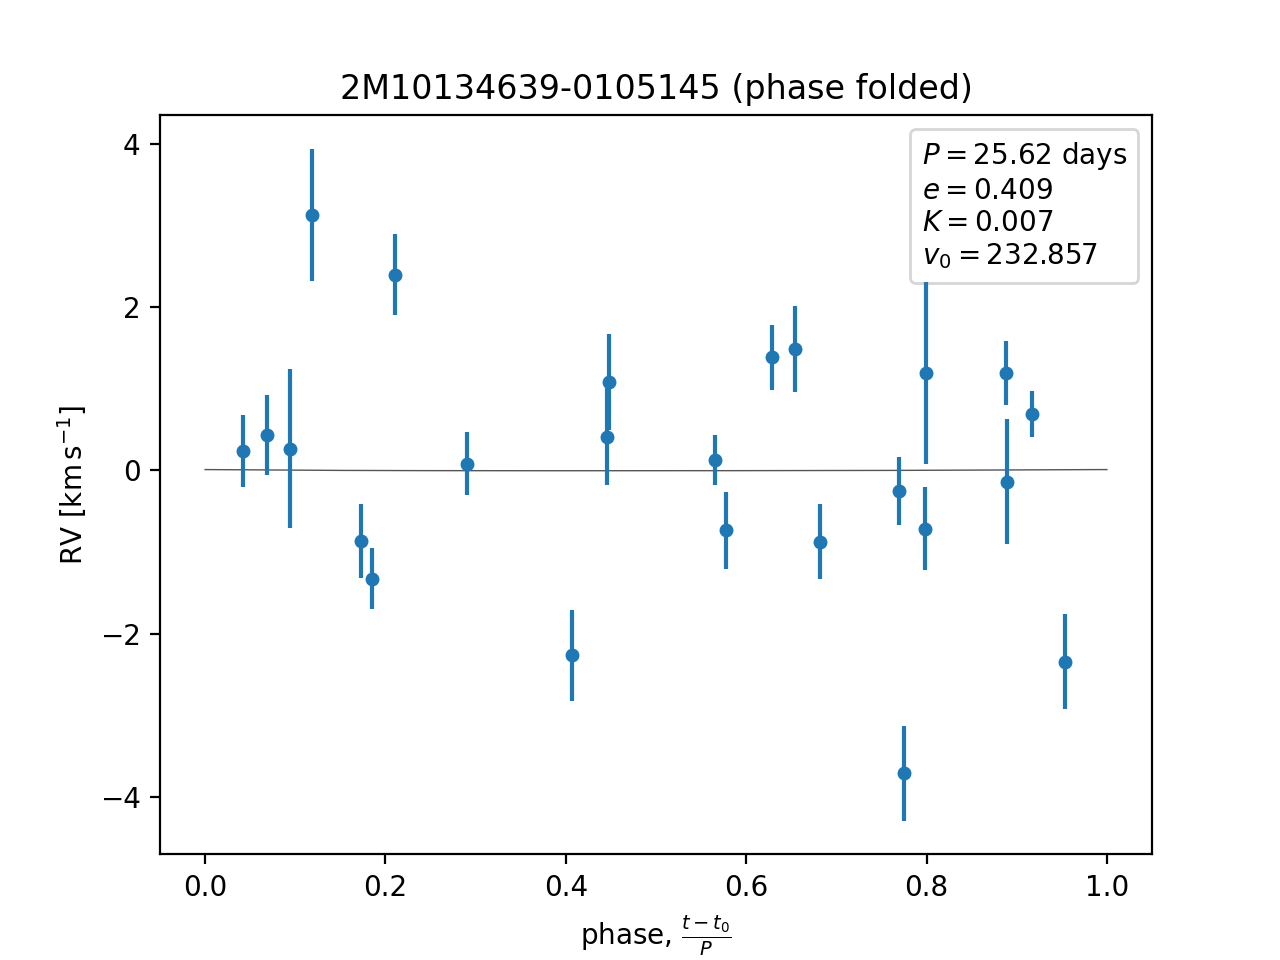 2M10134639-0105145 (phase folded)
P = 25.62 days
e = 0.409
K = 0.007
v₀ = 232.857
4
2
0
−2
−4
RV [km s⁻¹]
0.0 0.2 0.4 0.6 0.8 1.0
phase, (t − t₀)/P